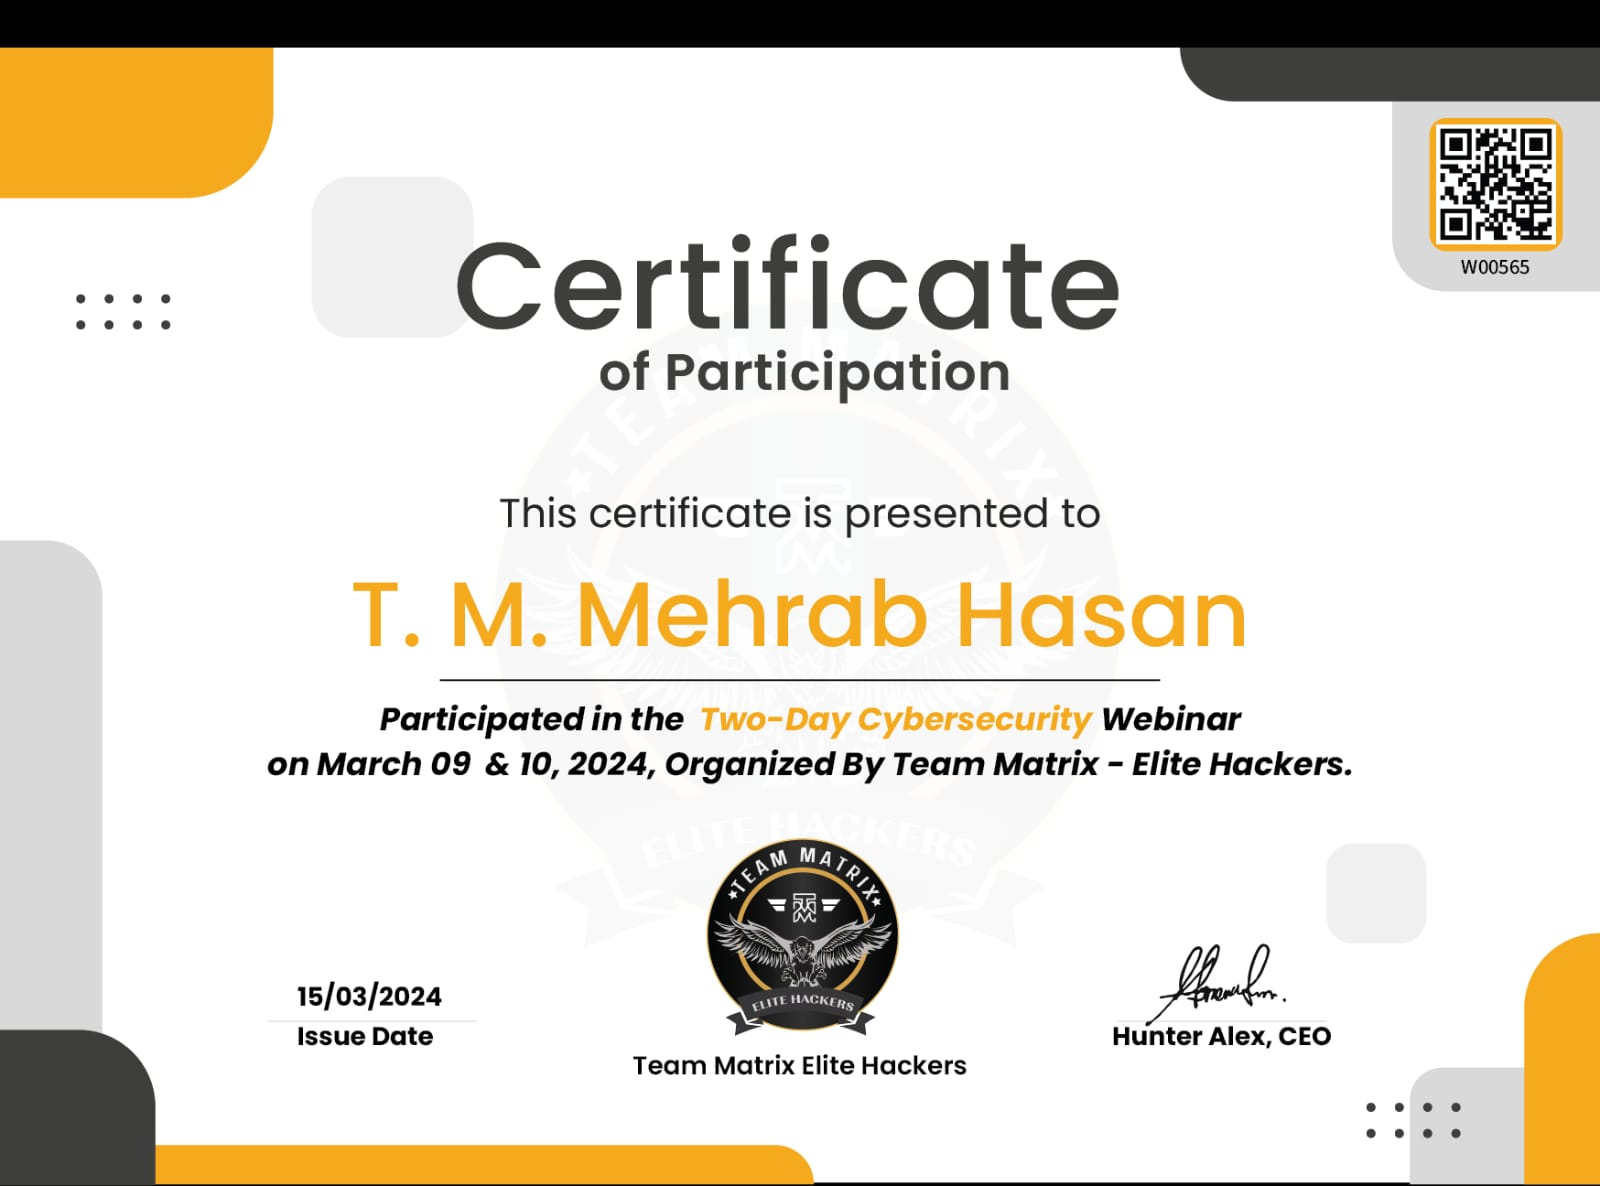 W00565
Certificate
of Participation
This certificate is presented to
T. M. Mehrab Hasan
Participated in the Two-Day Cybersecurity Webinar
on March 09 & 10, 2024, Organized By Team Matrix - Elite Hackers.
TEAM MATRIX
ELITE HACKERS
15/03/2024
Issue Date
Team Matrix Elite Hackers
Hunter Alex, CEO